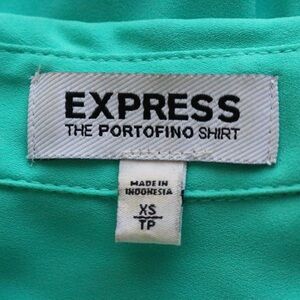 EXPRESS
THE PORTOFINO SHIRT
MADE IN
INDONESIA
XS
TP